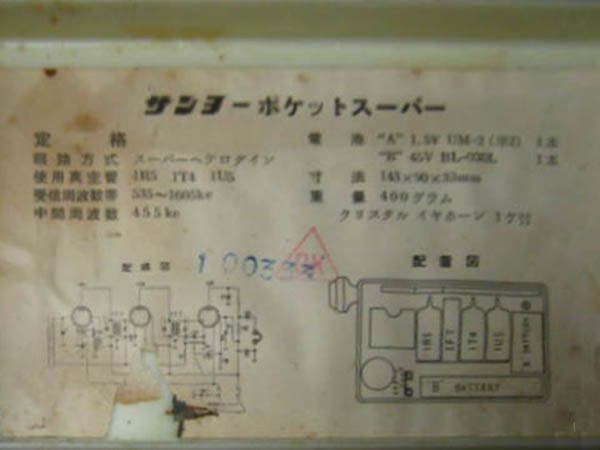 サンヨーポケットスーパー
定格
回路方式 スーパーヘテロダイン
使用真空管 1R5 1T4 1U5
受信周波数帯 535~1605kc
中間周波数 455kc
電池 "A" 1.5V UM-2 1本
"B" 45V BL-030L 1本
寸法 143×90×33mm
重量 400グラム
クリスタルイヤホーン 1ケ付
配線図
10033
OK
配置図
1R5
IFT
1T4
1U5
A BATTERY
B BATTERY